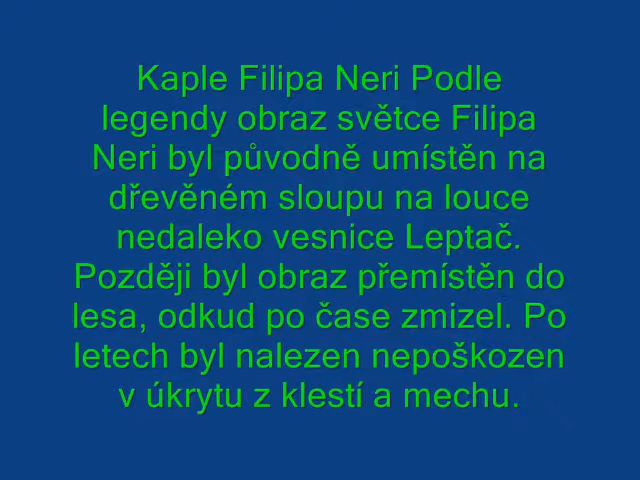 Kaple Filipa Neri Podle
legendy obraz světce Filipa
Neri byl původně umístěn na
dřevěném sloupu na louce
nedaleko vesnice Leptač.
Později byl obraz přemístěn do
lesa, odkud po čase zmizel. Po
letech byl nalezen nepoškozen
v úkrytu z klestí a mechu.